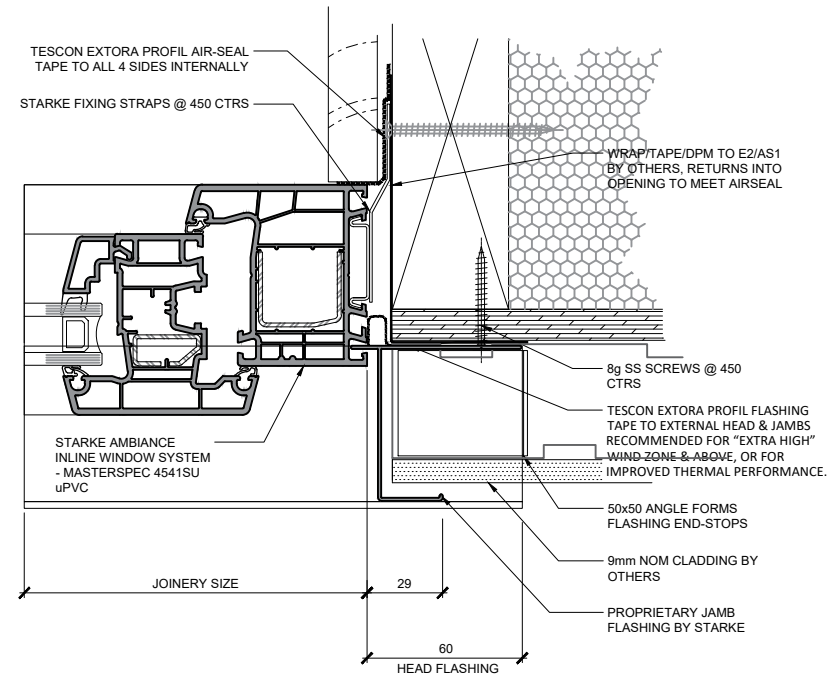 TESCON EXTORA PROFIL AIR-SEAL
TAPE TO ALL 4 SIDES INTERNALLY
STARKE FIXING STRAPS @ 450 CTRS
WRAP/TAPE/DPM TO E2/AS1
BY OTHERS, RETURNS INTO
OPENING TO MEET AIRSEAL
8g SS SCREWS @ 450
CTRS
TESCON EXTORA PROFIL FLASHING
TAPE TO EXTERNAL HEAD & JAMBS
RECOMMENDED FOR “EXTRA HIGH”
WIND ZONE & ABOVE, OR FOR
IMPROVED THERMAL PERFORMANCE.
STARKE AMBIANCE
INLINE WINDOW SYSTEM
- MASTERSPEC 4541SU
uPVC
50x50 ANGLE FORMS
FLASHING END-STOPS
9mm NOM CLADDING BY
OTHERS
PROPRIETARY JAMB
FLASHING BY STARKE
JOINERY SIZE
29
60
HEAD FLASHING